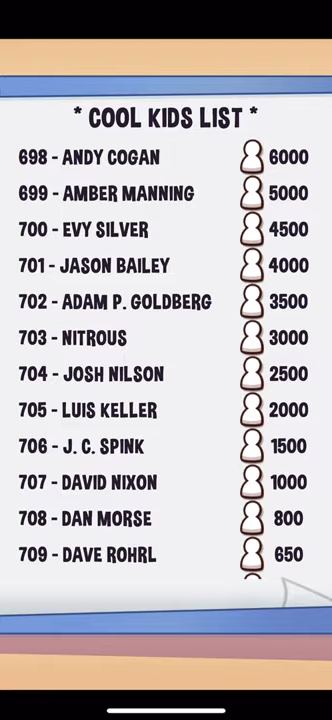 * COOL KIDS LIST *
698 - ANDY COGAN 6000
699 - AMBER MANNING 5000
700 - EVY SILVER 4500
701 - JASON BAILEY 4000
702 - ADAM P. GOLDBERG 3500
703 - NITROUS 3000
704 - JOSH NILSON 2500
705 - LUIS KELLER 2000
706 - J. C. SPINK 1500
707 - DAVID NIXON 1000
708 - DAN MORSE 800
709 - DAVE ROHRL 650